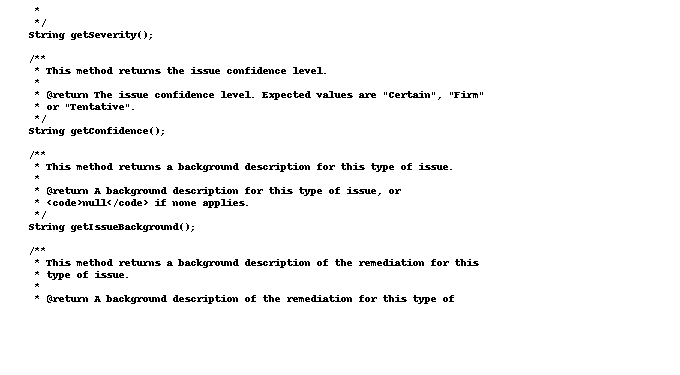 *
*/
String getSeverity();
/**
* This method returns the issue confidence level.
*
* @return The issue confidence level. Expected values are "Certain", "Firm"
* or "Tentative".
*/
String getConfidence();
/**
* This method returns a background description for this type of issue.
*
* @return A background description for this type of issue, or
* <code>null</code> if none applies.
*/
String getIssueBackground();
/**
* This method returns a background description of the remediation for this
* type of issue.
*
* @return A background description of the remediation for this type of